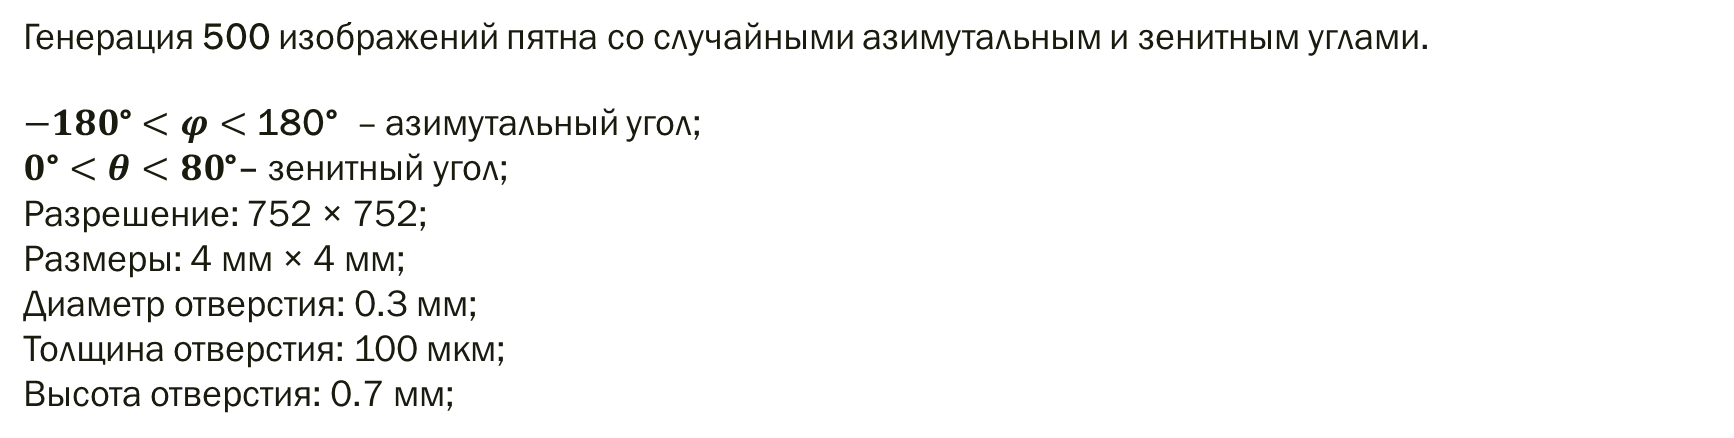 Генерация 500 изображений пятна со случайными азимутальным и зенитным углами.
−180° < φ < 180° – азимутальный угол;
0° < θ < 80°– зенитный угол;
Разрешение: 752 × 752;
Размеры: 4 мм × 4 мм;
Диаметр отверстия: 0.3 мм;
Толщина отверстия: 100 мкм;
Высота отверстия: 0.7 мм;